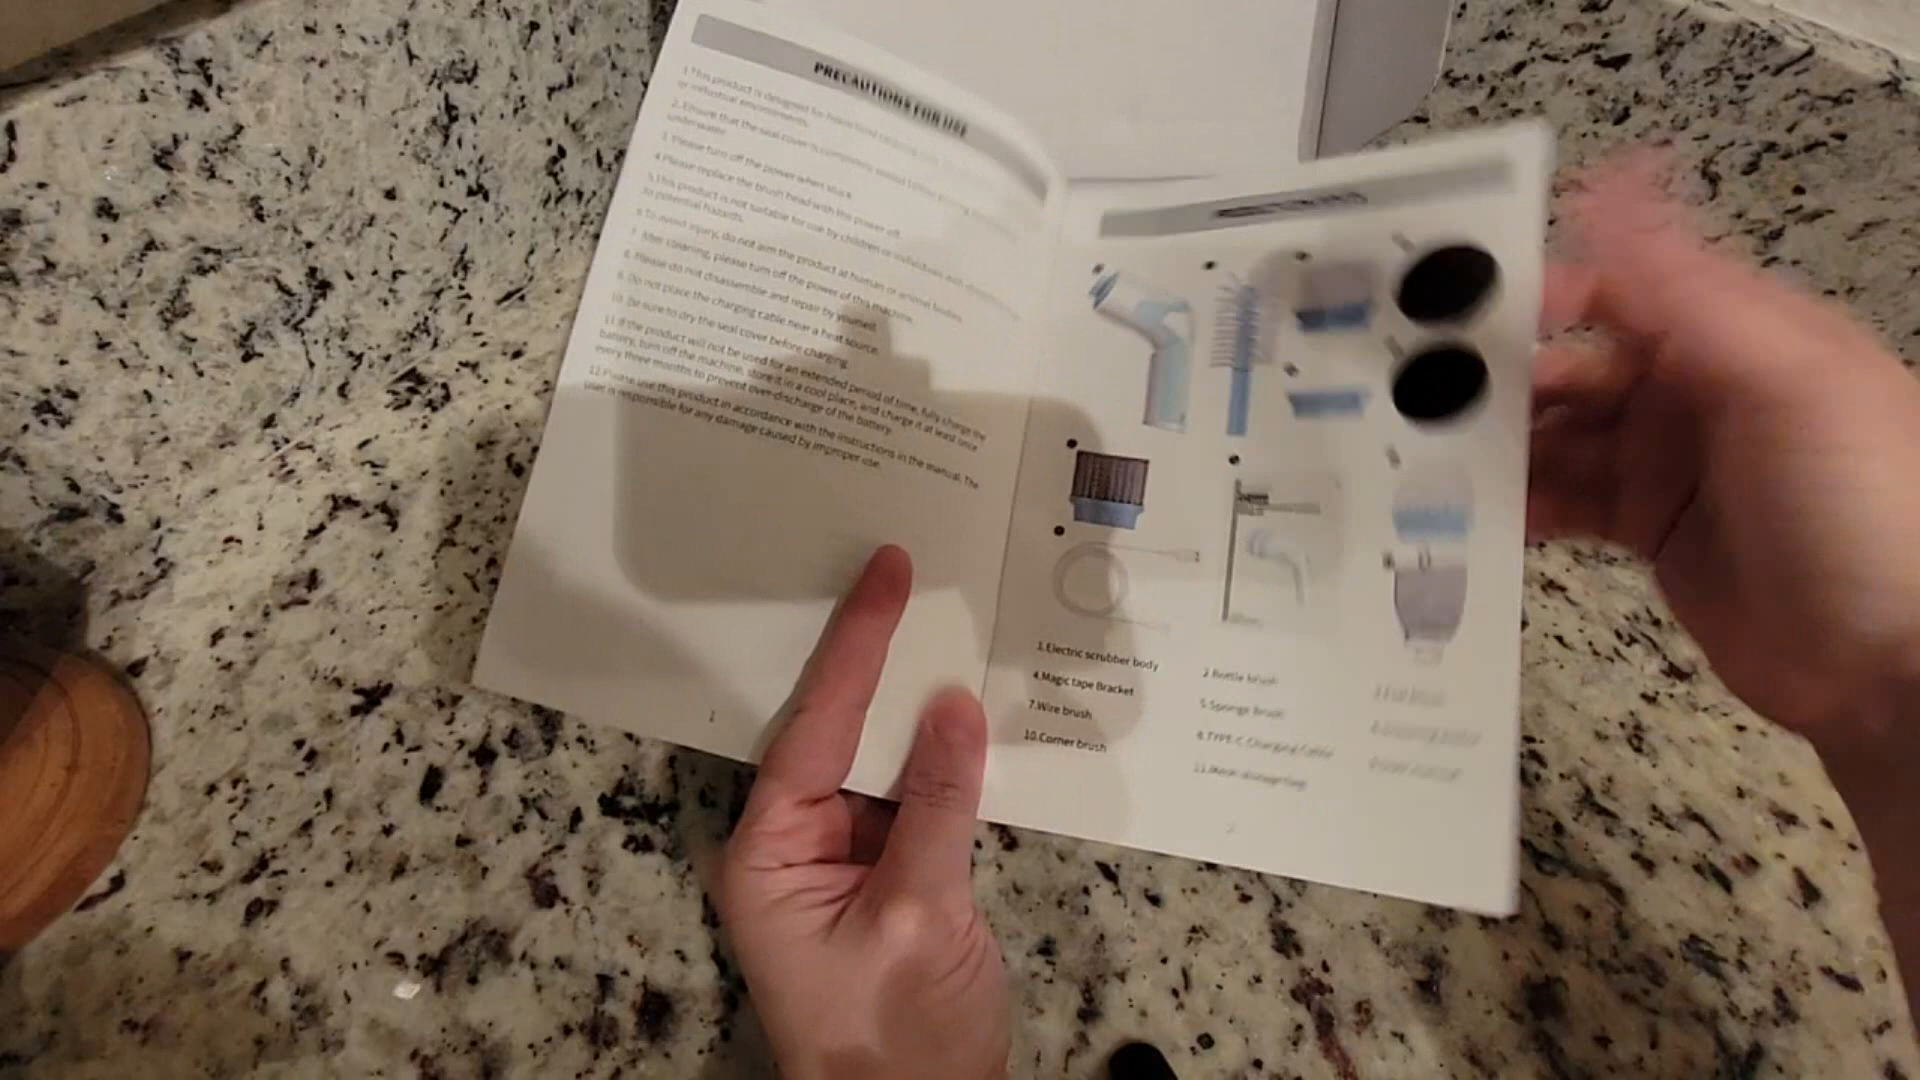 PRECAUTIONS FOR USE
1.This product is designed for household cleaning
or industrial environments.
2. Ensure that the seal cover is completely sealed
underwater.
3. Please turn off the power when stuck.
4.Please replace the brush head with the power off.
5.This product is not suitable for use by children or individuals with
to potential hazards.
6.To avoid injury, do not aim the product at human or animal bodies.
7. After cleaning, please turn off the power of this machine.
8. Please do not disassemble and repair by yourself.
9. Do not place the charging cable near a heat source.
10. Be sure to dry the seal cover before charging.
11.If the product will not be used for an extended period of time, fully charge the
battery, turn off the machine, store it in a cool place, and charge it at least once
every three months to prevent over-discharge of the battery.
12.Please use this product in accordance with the instructions in the manual. The
user is responsible for any damage caused by improper use.
1
1.Electric scrubber body
2.Bottle brush
4.Magic tape Bracket
5.Sponge Brush
7.Wire brush
8.TYPE-C Charging Cable
10.Corner brush
2